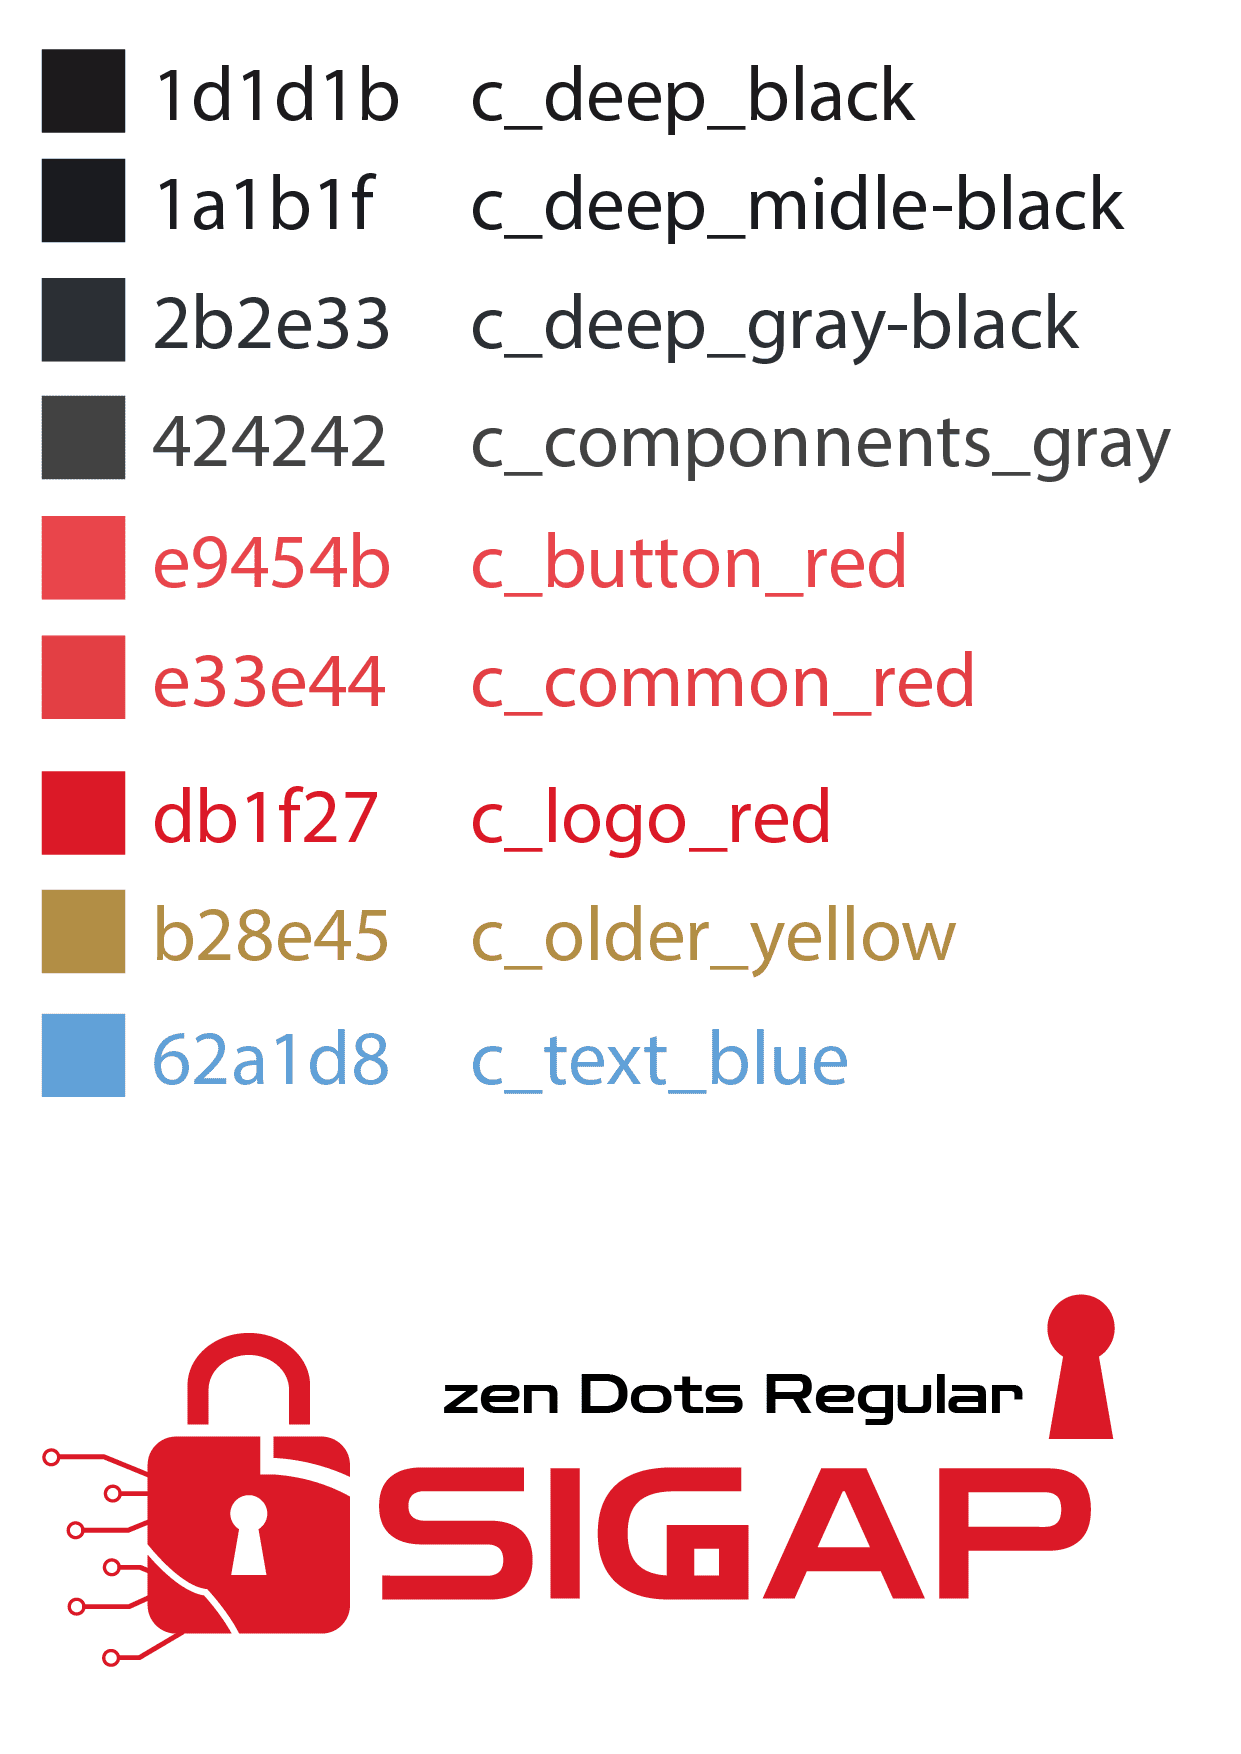 1d1d1b c_deep_black
1a1b1f c_deep_midle-black
2b2e33 c_deep_gray-black
424242 c_componnents_gray
e9454b c_button_red
e33e44 c_common_red
db1f27 c_logo_red
b28e45 c_older_yellow
62a1d8 c_text_blue
zen Dots Regular
SIGAP